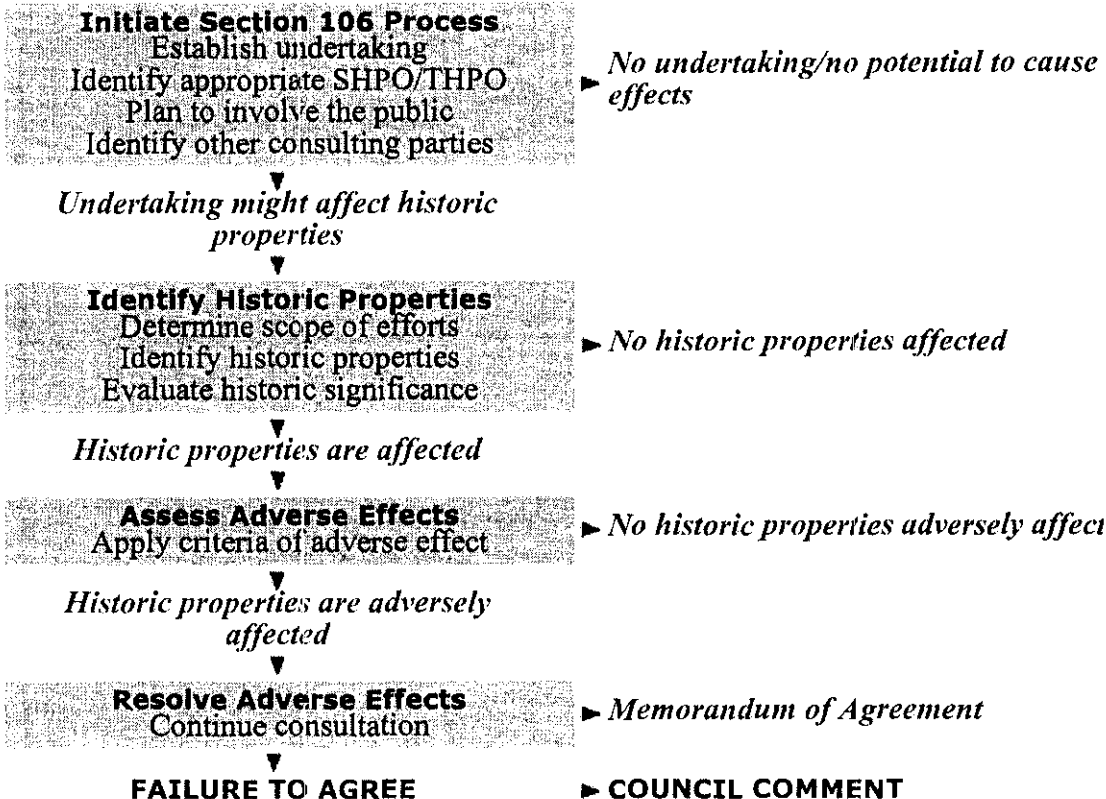 Initiate Section 106 Process
Establish undertaking
Identify appropriate SHPO/THPO
Plan to involve the public
Identify other consulting parties
► No undertaking/no potential to cause
effects
Undertaking might affect historic
properties
Identify Historic Properties
Determine scope of efforts
Identify historic properties
Evaluate historic significance
► No historic properties affected
Historic properties are affected
Assess Adverse Effects
Apply criteria of adverse effect
► No historic properties adversely affect
Historic properties are adversely
affected
Resolve Adverse Effects
Continue consultation
► Memorandum of Agreement
FAILURE TO AGREE
► COUNCIL COMMENT